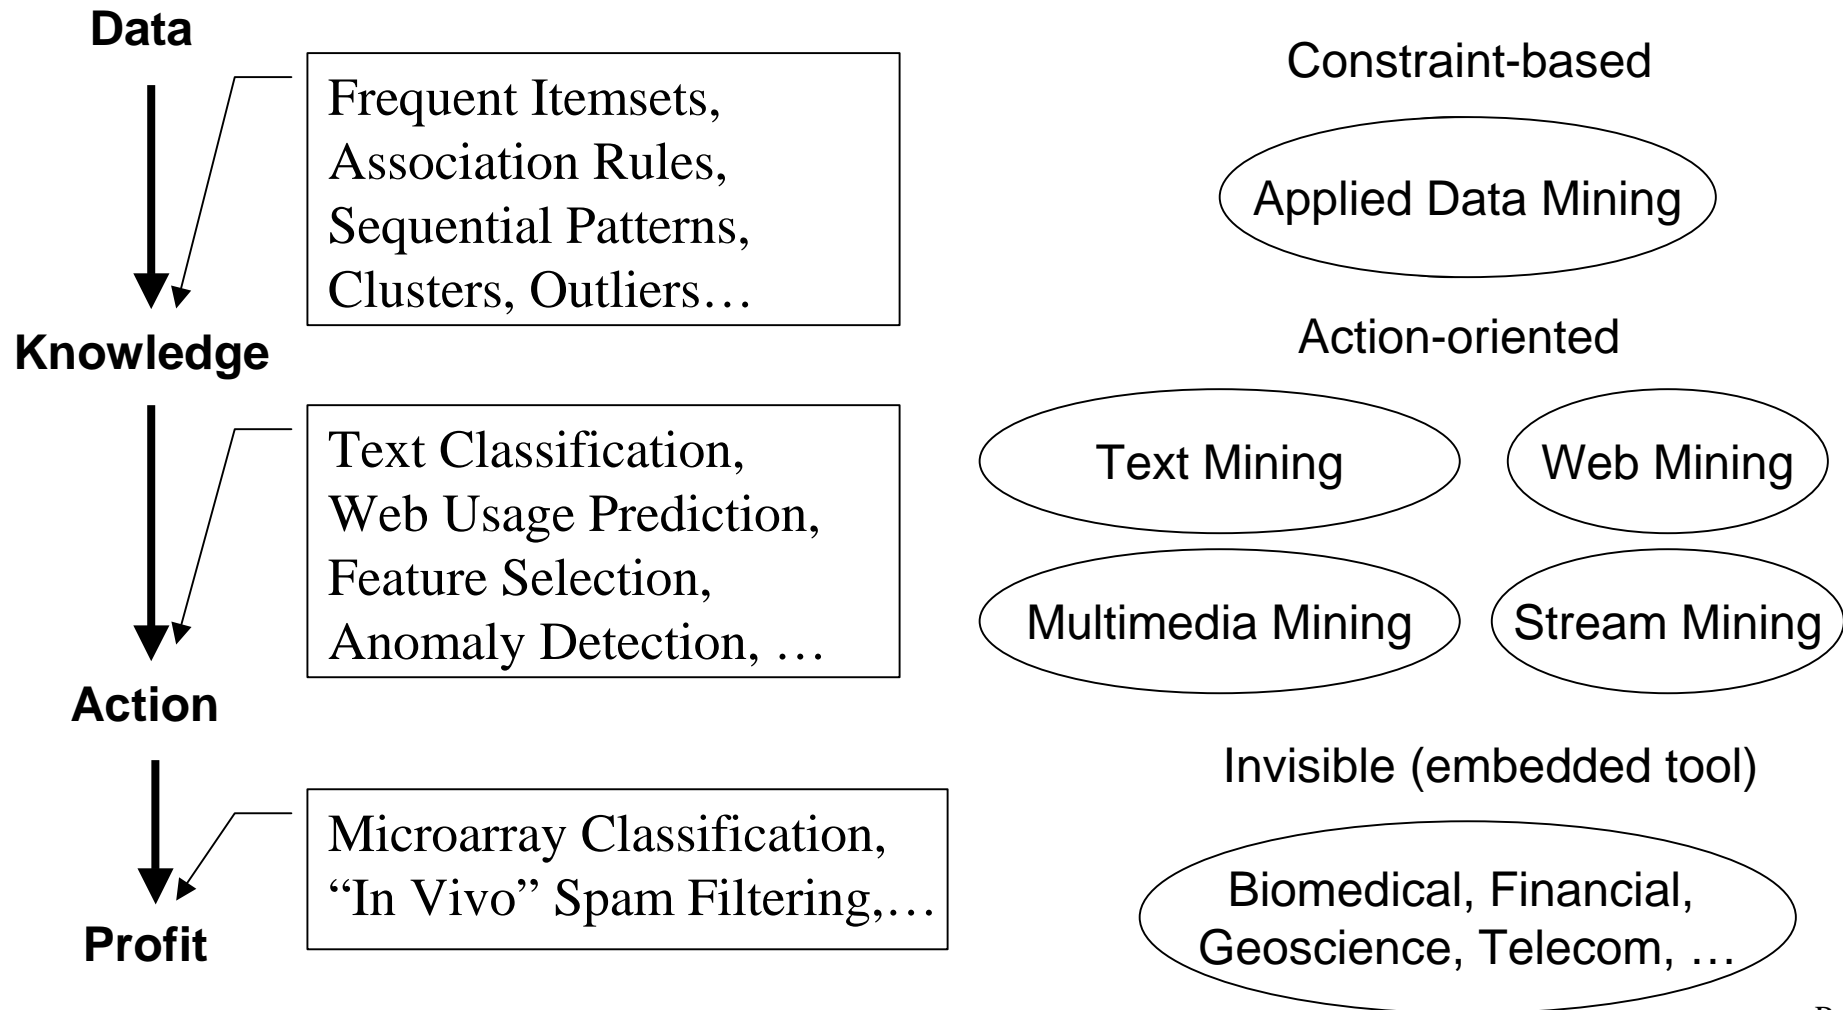 Data
Frequent Itemsets,
Association Rules,
Sequential Patterns,
Clusters, Outliers…
Knowledge
Text Classification,
Web Usage Prediction,
Feature Selection,
Anomaly Detection, …
Action
Microarray Classification,
“In Vivo” Spam Filtering,…
Profit
Constraint-based
Applied Data Mining
Action-oriented
Text Mining
Web Mining
Multimedia Mining
Stream Mining
Invisible (embedded tool)
Biomedical, Financial,
Geoscience, Telecom, …